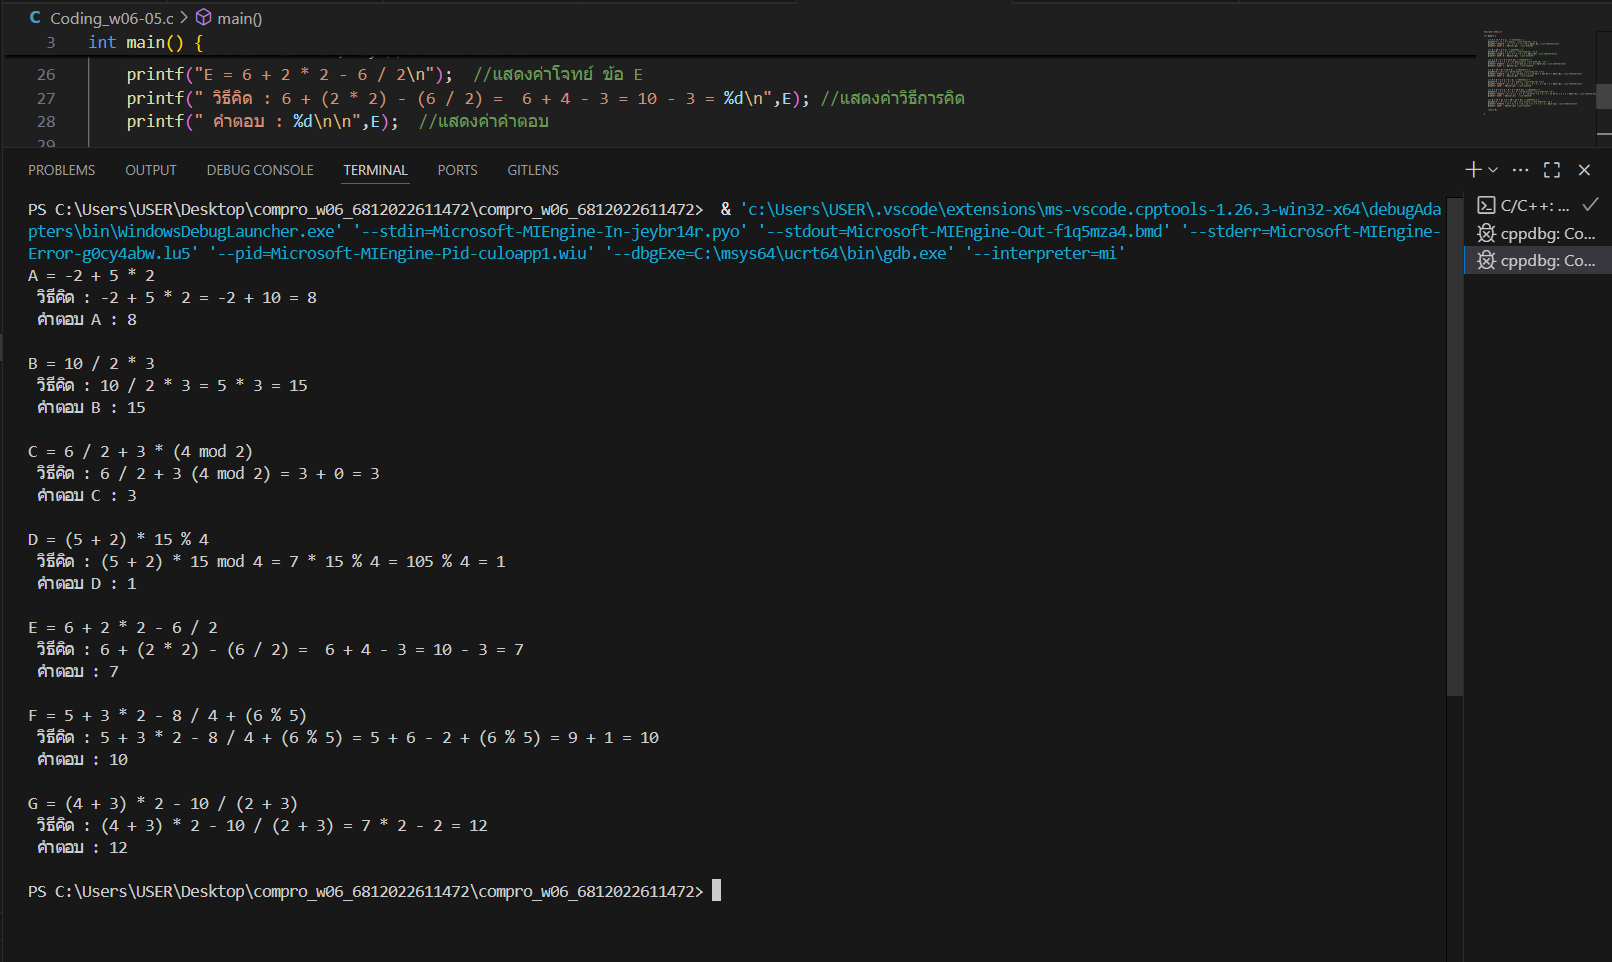 Coding_w06-05.c > main()
3 int main() {
26 printf("E = 6 + 2 * 2 - 6 / 2\n"); //แสดงค่าโจทย์ ข้อ E
27 printf(" วิธีคิด : 6 + (2 * 2) - (6 / 2) =  6 + 4 - 3 = 10 - 3 = %d\n",E); //แสดงค่าวิธีการคิด
28 printf(" คำตอบ : %d\n\n",E); //แสดงค่าคำตอบ
29
PROBLEMS OUTPUT DEBUG CONSOLE TERMINAL PORTS GITLENS
PS C:\Users\USER\Desktop\compro_w06_6812022611472\compro_w06_6812022611472>  & 'c:\Users\USER\.vscode\extensions\ms-vscode.cpptools-1.26.3-win32-x64\debugAda
pters\bin\WindowsDebugLauncher.exe' '--stdin=Microsoft-MIEngine-In-jeybr14r.pyo' '--stdout=Microsoft-MIEngine-Out-f1q5mza4.bmd' '--stderr=Microsoft-MIEngine-
Error-g0cy4abw.lu5' '--pid=Microsoft-MIEngine-Pid-culoapp1.wiu' '--dbgExe=C:\msys64\ucrt64\bin\gdb.exe' '--interpreter=mi'
A = -2 + 5 * 2
วิธีคิด : -2 + 5 * 2 = -2 + 10 = 8
คำตอบ A : 8
B = 10 / 2 * 3
วิธีคิด : 10 / 2 * 3 = 5 * 3 = 15
คำตอบ B : 15
C = 6 / 2 + 3 * (4 mod 2)
วิธีคิด : 6 / 2 + 3 (4 mod 2) = 3 + 0 = 3
คำตอบ C : 3
D = (5 + 2) * 15 % 4
วิธีคิด : (5 + 2) * 15 mod 4 = 7 * 15 % 4 = 105 % 4 = 1
คำตอบ D : 1
E = 6 + 2 * 2 - 6 / 2
วิธีคิด : 6 + (2 * 2) - (6 / 2) =  6 + 4 - 3 = 10 - 3 = 7
คำตอบ : 7
F = 5 + 3 * 2 - 8 / 4 + (6 % 5)
วิธีคิด : 5 + 3 * 2 - 8 / 4 + (6 % 5) = 5 + 6 - 2 + (6 % 5) = 9 + 1 = 10
คำตอบ : 10
G = (4 + 3) * 2 - 10 / (2 + 3)
วิธีคิด : (4 + 3) * 2 - 10 / (2 + 3) = 7 * 2 - 2 = 12
คำตอบ : 12
PS C:\Users\USER\Desktop\compro_w06_6812022611472\compro_w06_6812022611472>
C/C++: ...
cppdbg: Co...
cppdbg: Co...